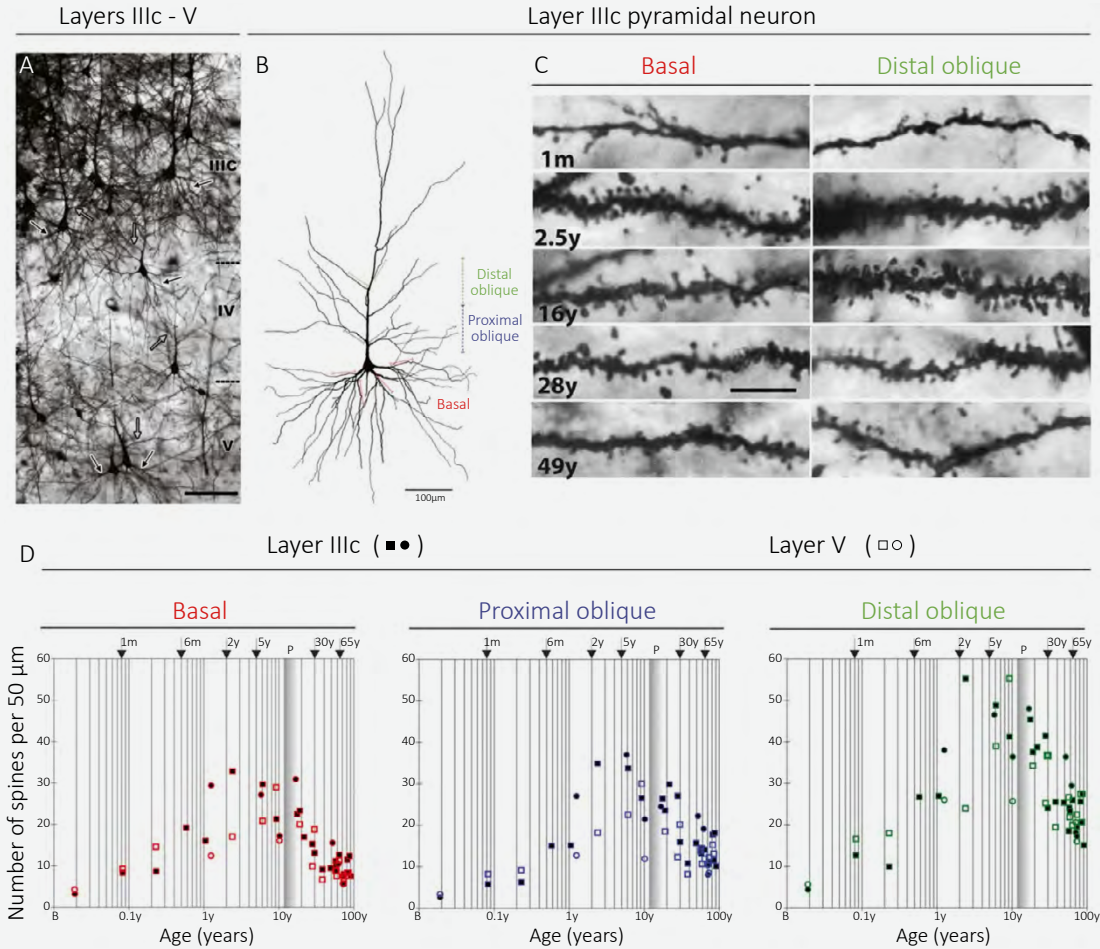 Layers IIIc - V
Layer IIIc pyramidal neuron
A
IIIC
IV
V
B
Distal
oblique
Proximal
oblique
Basal
100µm
C
Basal
Distal oblique
1m
2.5y
16y
28y
49y
D
Layer IIIc (■●)
Layer V (□○)
Basal
Proximal oblique
Distal oblique
1m 6m 2y 5y P 30y 65y
1m 6m 2y 5y P 30y 65y
1m 6m 2y 5y P 30y 65y
Number of spines per 50 µm
60
50
40
30
20
10
0
B 0.1y 1y 10y 100y
Age (years)
60
50
40
30
20
10
0
B 0.1y 1y 10y 100y
Age (years)
60
50
40
30
20
10
0
B 0.1y 1y 10y 100y
Age (years)